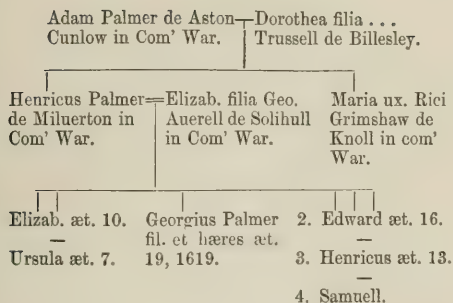 Adam Palmer de Aston Dorothea filia . . .
Cunlow in Com' War. Trussell de Billesley.
Henricus Palmer Elizab. filia Geo. Maria ux. Rici
de Miluerton in Auerell de Solihull Grimshaw de
Com' War. in Com' War. Knoll in com'
War.
Elizab. æt. 10. Georgius Palmer 2. Edward æt. 16.
— fil. et hæres æt. —
Ursula æt. 7. 19, 1619. 3. Henricus æt. 13.
—
4. Samuell.